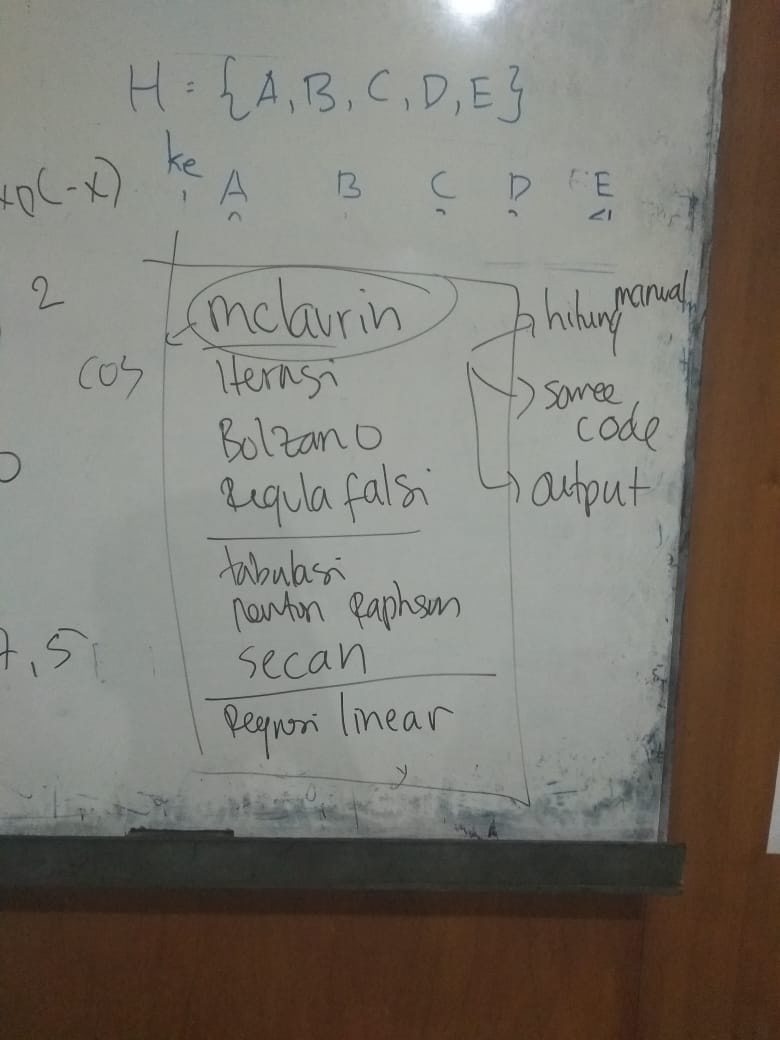 H = {A, B, C, D, E}
xp(-x)
ke A B C D E
2
mclaurin
cos
Iterasi
Bolzano
Regula falsi
tabulasi
newton Raphson
secan
7,5
Regresi linear
hitung manual
source code
output